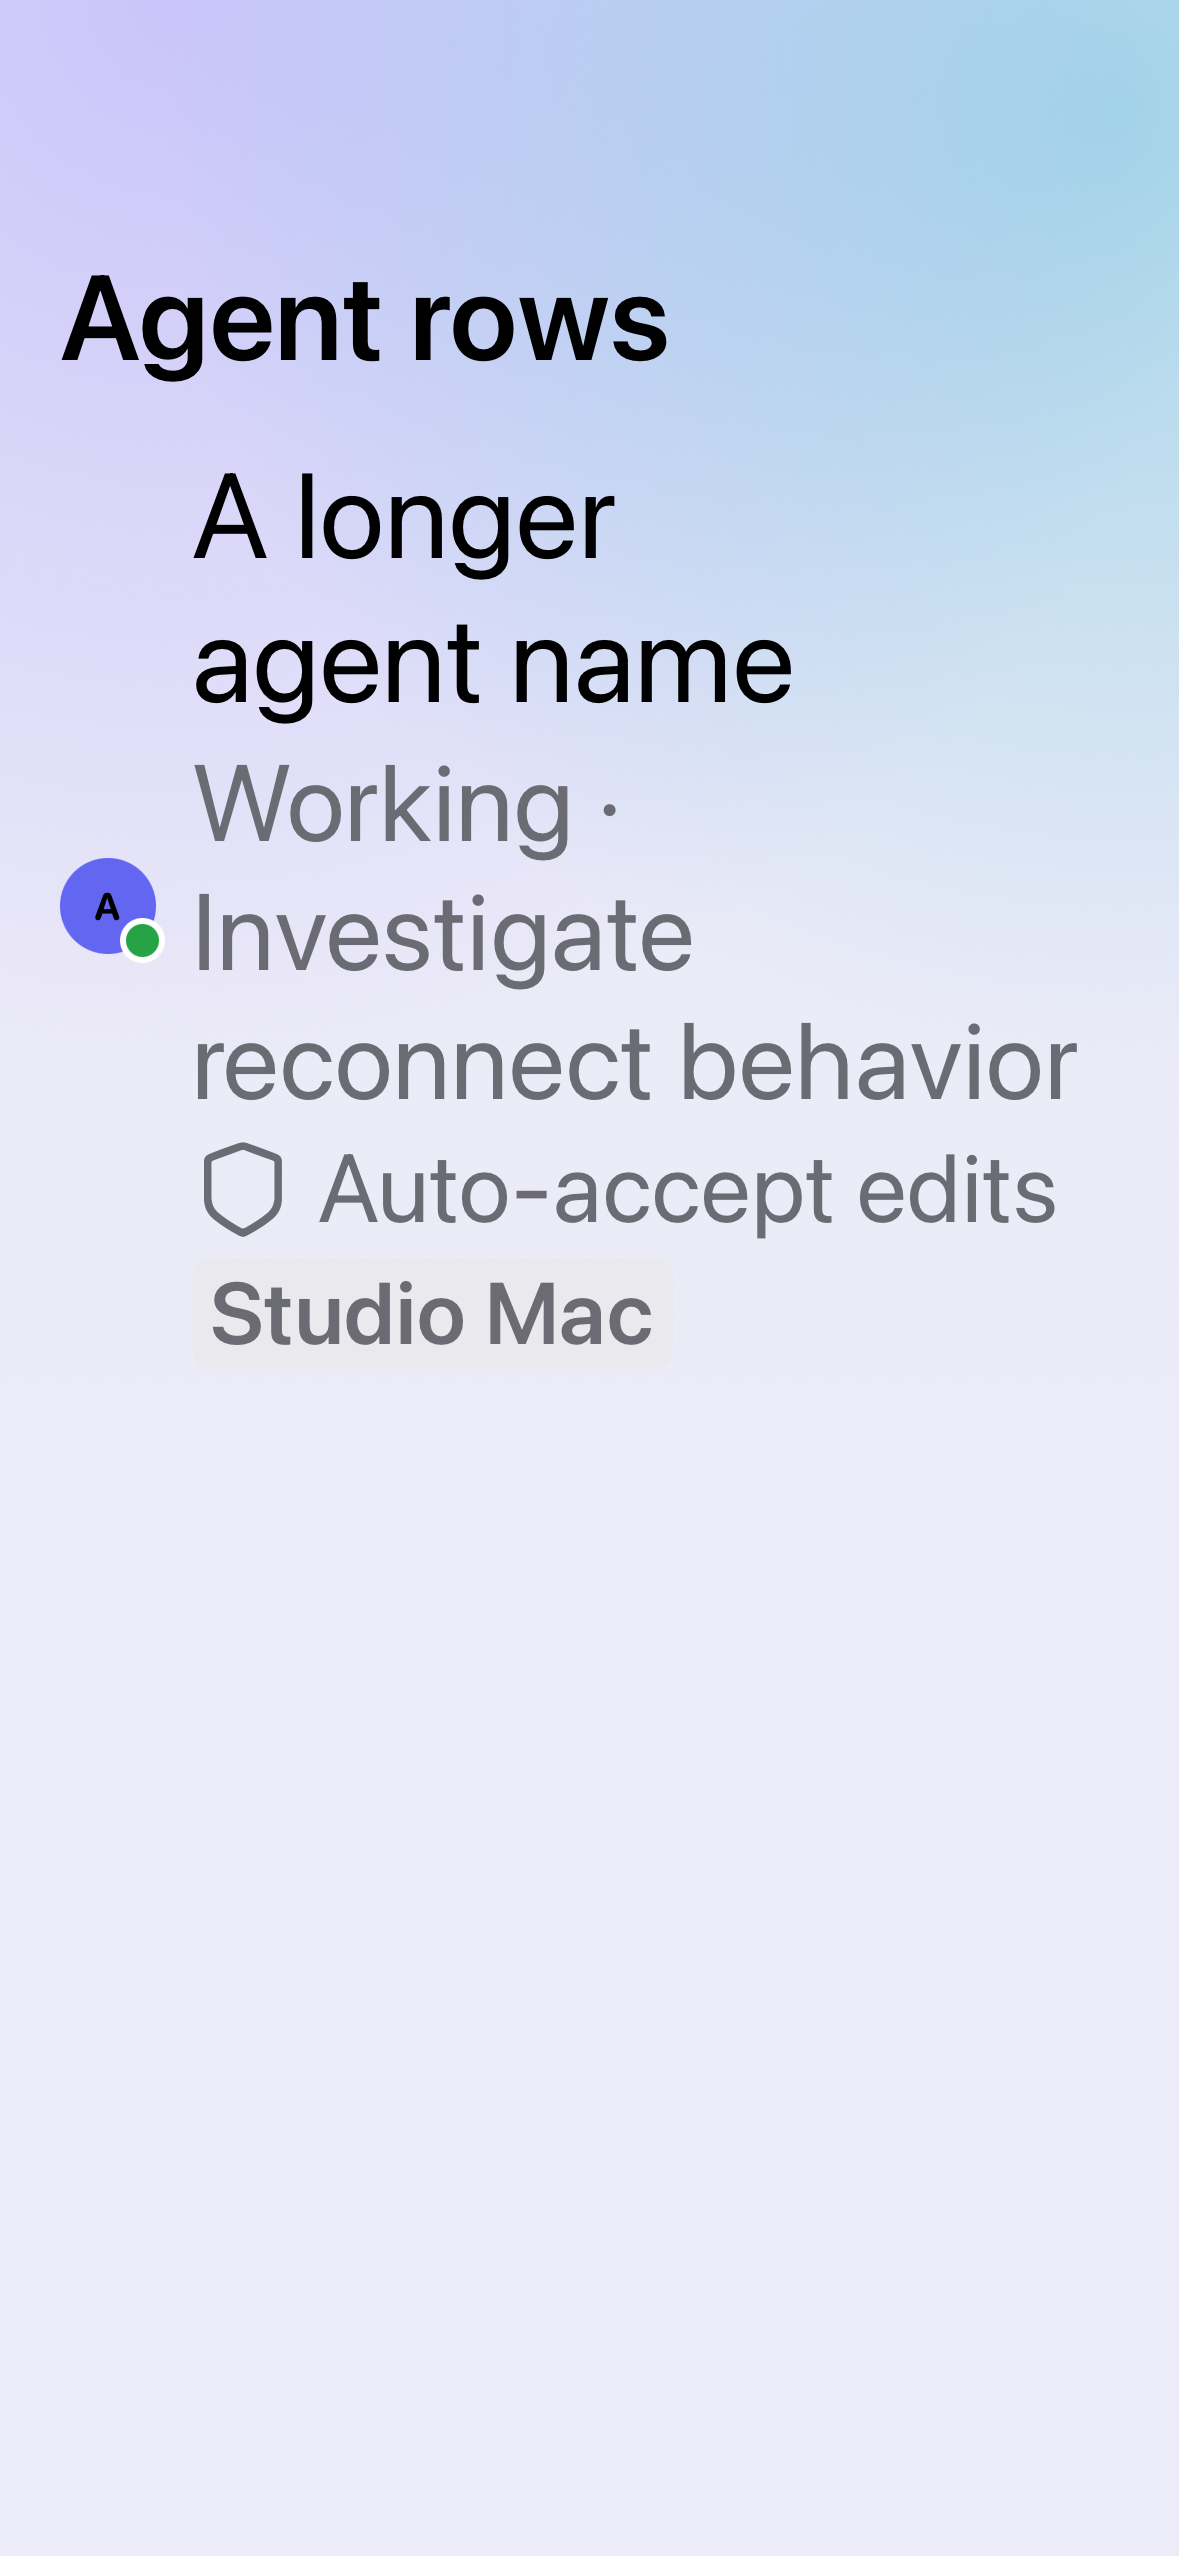 Agent rows
A longer
agent name
Working ·
A
Investigate
reconnect behavior
Auto-accept edits
Studio Mac